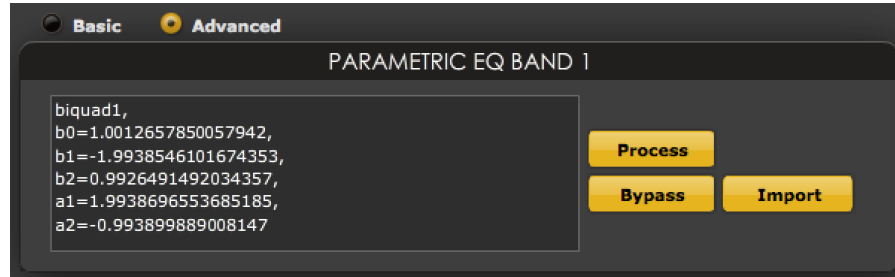 Basic Advanced
PARAMETRIC EQ BAND 1
biquad1,
b0=1.0012657850057942,
b1=-1.9938546101674353,
b2=0.9926491492034357,
a1=1.9938696553685185,
a2=-0.993899889008147
Process
Bypass Import